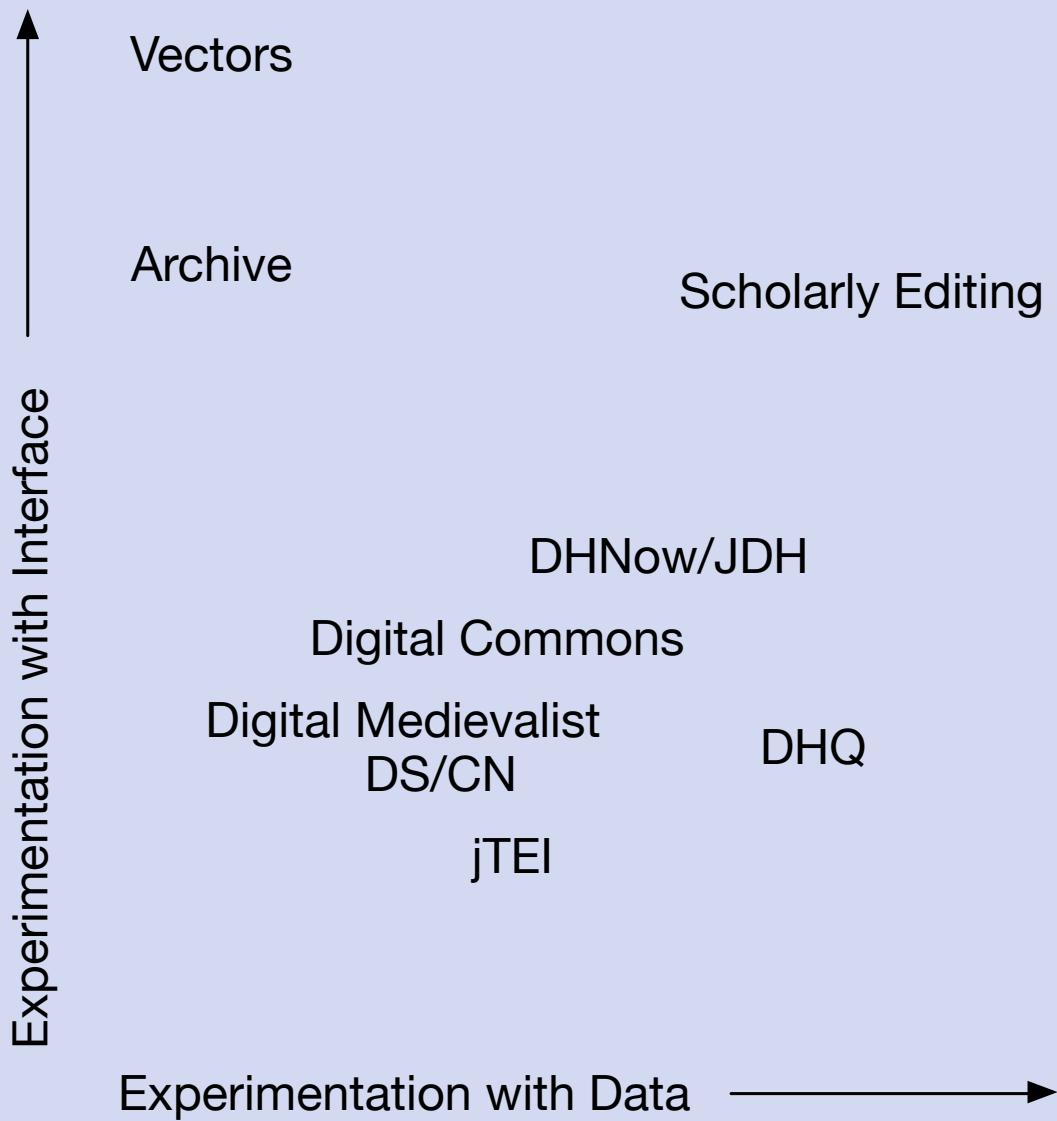 Vectors
Archive
Scholarly Editing
Experimentation with Interface
DHNow/JDH
Digital Commons
Digital Medievalist
DS/CN
DHQ
jTEI
Experimentation with Data